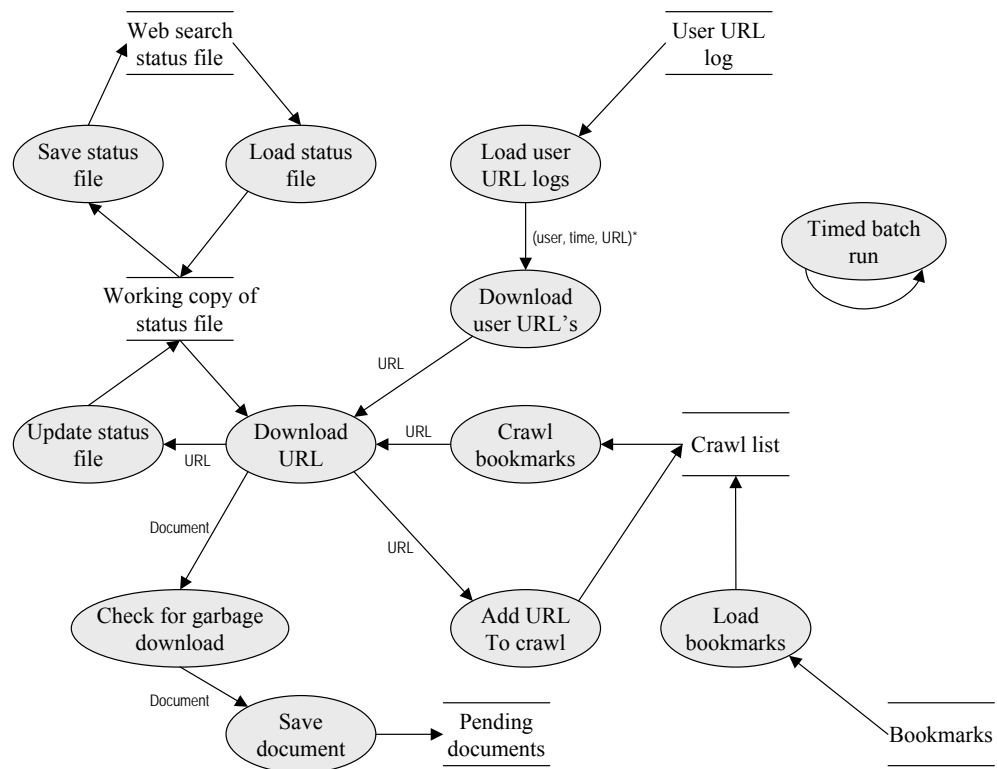 Web search
status file
User URL
log
Save status
file
Load status
file
Load user
URL logs
Timed batch
run
(user, time, URL)*
Working copy of
status file
Download
user URL's
URL
Update status
file
URL
Download
URL
URL
Crawl
bookmarks
Crawl list
Document
URL
Check for garbage
download
Add URL
To crawl
Load
bookmarks
Document
Save
document
Pending
documents
Bookmarks